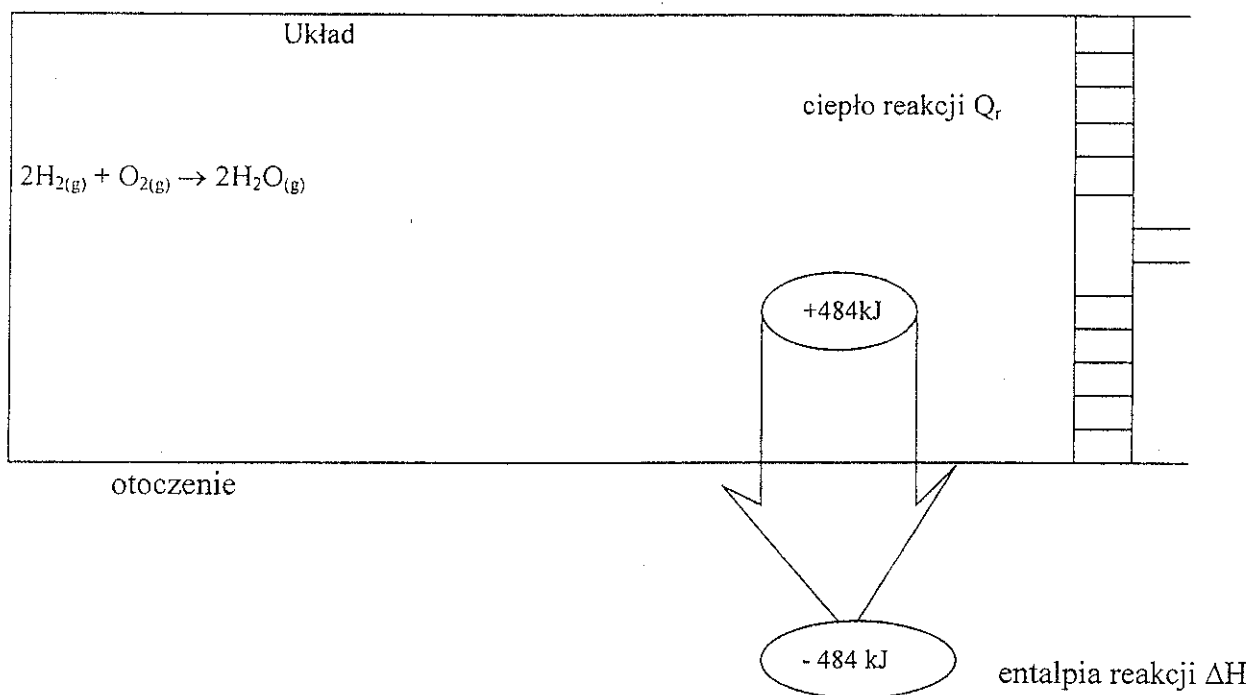 Układ
ciepło reakcji Qᵣ
2H₂₍g₎ + O₂₍g₎ → 2H₂O₍g₎
+484kJ
otoczenie
- 484 kJ
entalpia reakcji ΔH